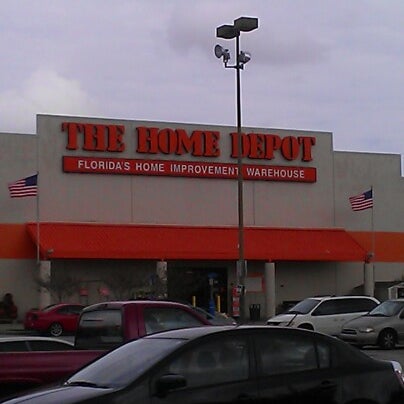 THE HOME DEPOT
FLORIDA'S HOME IMPROVEMENT WAREHOUSE